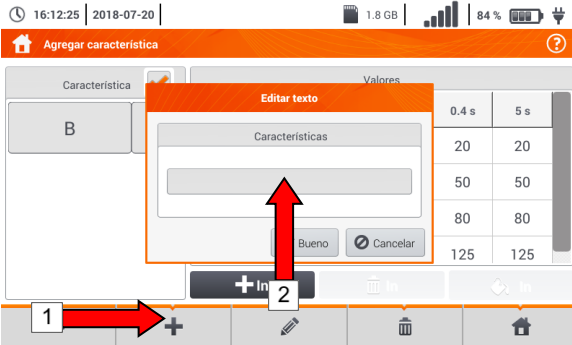 16:12:25 2018-07-20 1.8 GB 84 %
Agregar característica ?
Característica Valores
Editar texto
0.4 s 5 s
Características
B 20 20
50 50
80 80
Bueno Cancelar
125 125
In In
1 2